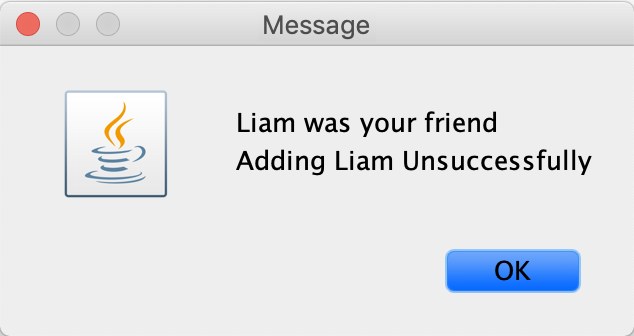 Message
Liam was your friend
Adding Liam Unsuccessfully
OK